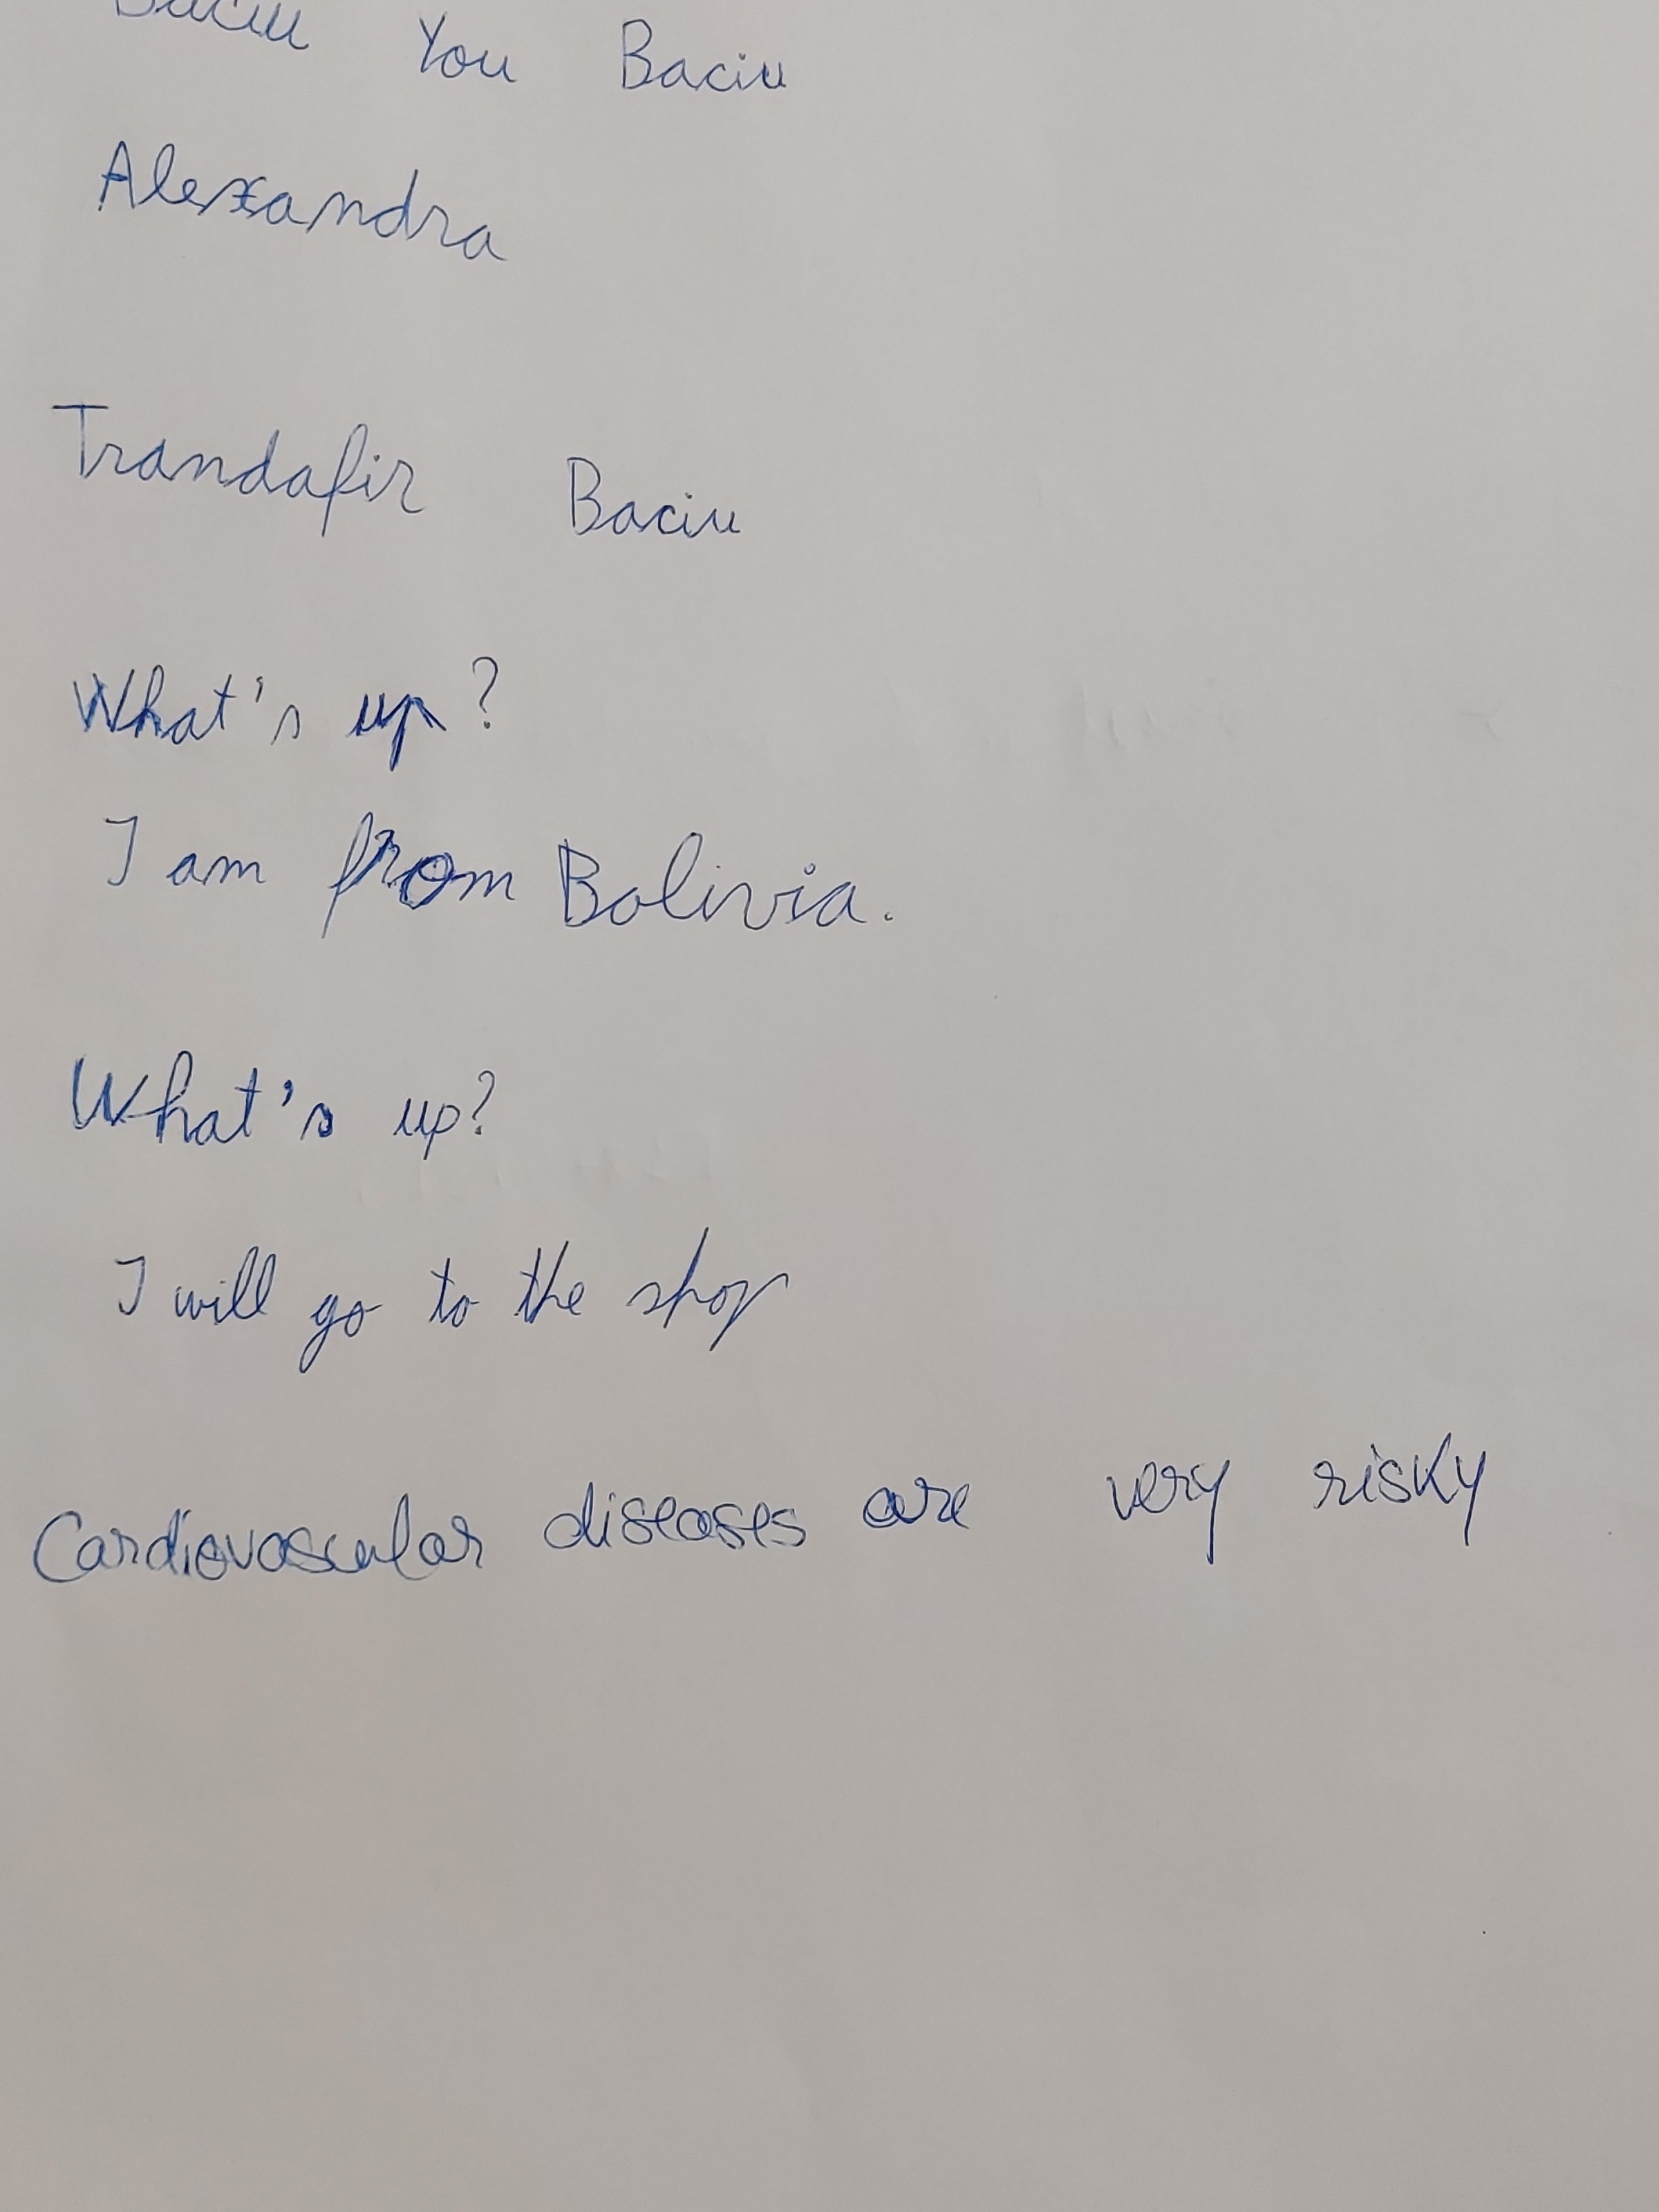 Baciu You Baciu
Alexandra
Trandafir Baciu
What's up?
I am from Bolivia.
What's up?
I will go to the shop
Cardiovascular diseases are very risky